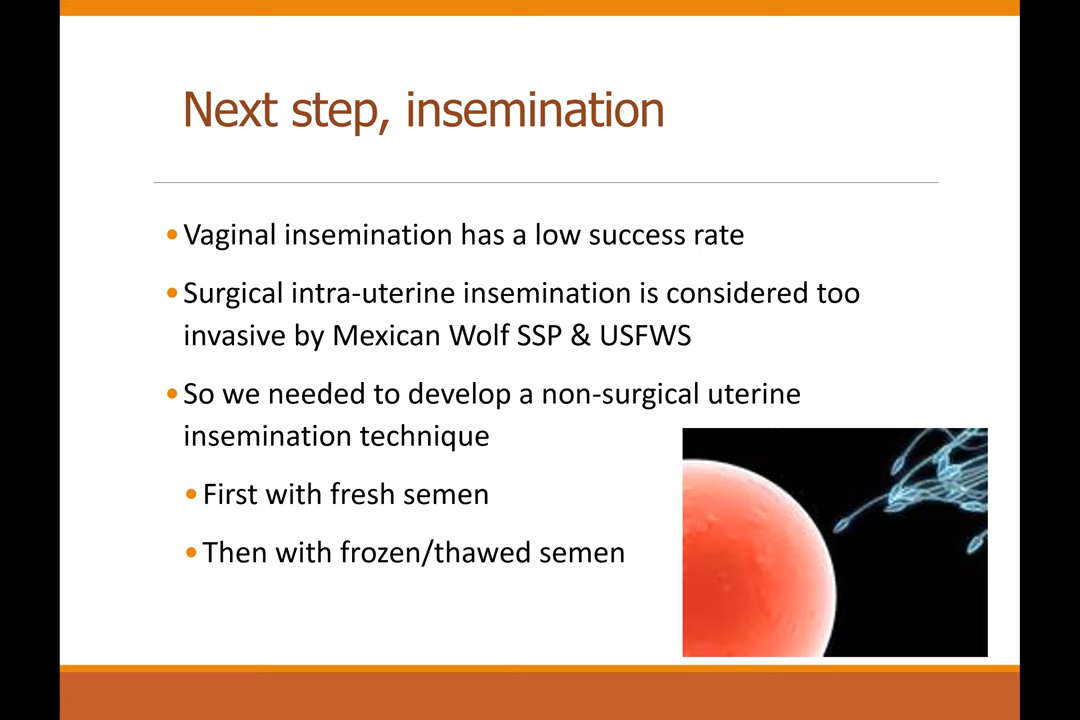 Next step, insemination
•Vaginal insemination has a low success rate
•Surgical intra-uterine insemination is considered too
invasive by Mexican Wolf SSP & USFWS
•So we needed to develop a non-surgical uterine
insemination technique
•First with fresh semen
•Then with frozen/thawed semen